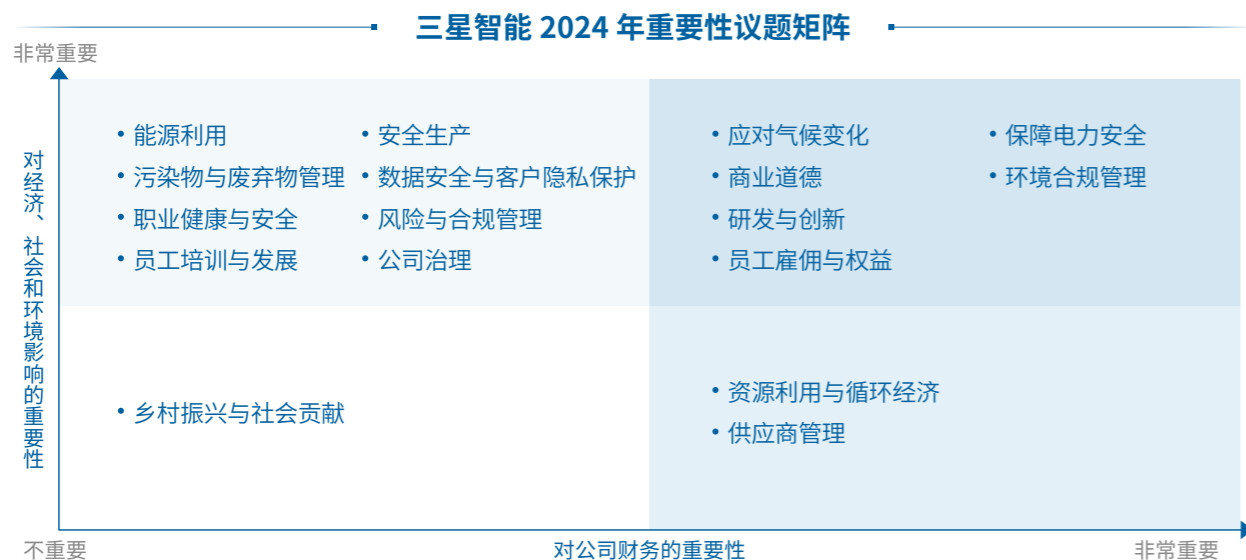 三星智能 2024 年重要性议题矩阵
非常重要
对经济、社会和环境影响的重要性
• 能源利用
• 污染物与废弃物管理
• 职业健康与安全
• 员工培训与发展
• 安全生产
• 数据安全与客户隐私保护
• 风险与合规管理
• 公司治理
• 应对气候变化
• 商业道德
• 研发与创新
• 员工雇佣与权益
• 保障电力安全
• 环境合规管理
• 乡村振兴与社会贡献
• 资源利用与循环经济
• 供应商管理
不重要
对公司财务的重要性
非常重要